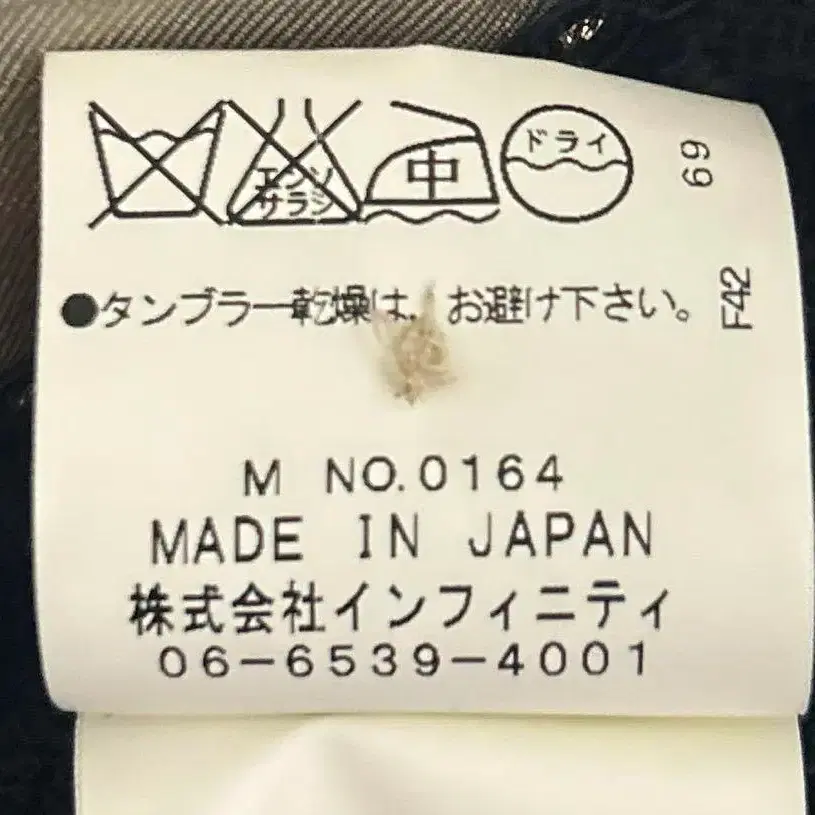 エンソ
サラシ
中
ドライ
69
●タンブラー乾燥は、お避け下さい。
F42
M NO.0164
MADE IN JAPAN
株式会社インフィニティ
06-6539-4001